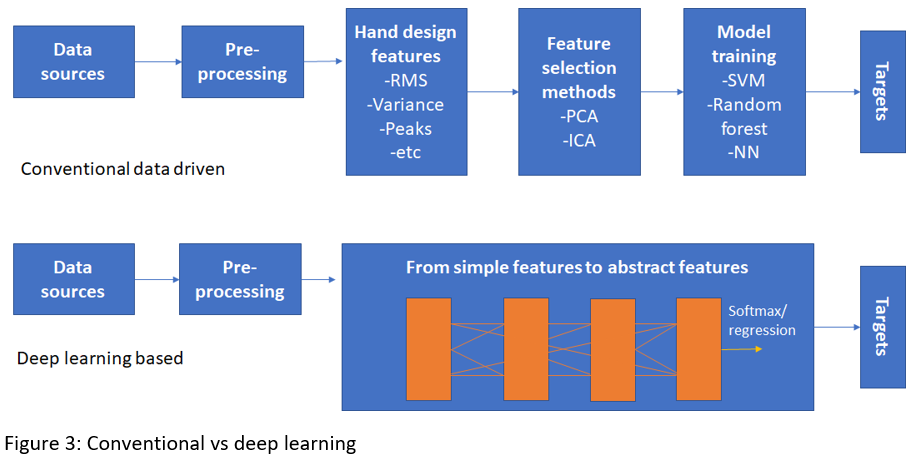 Data
sources
Pre-
processing
Hand design
features
-RMS
-Variance
-Peaks
-etc
Feature
selection
methods
-PCA
-ICA
Model
training
-SVM
-Random
forest
-NN
Targets
Conventional data driven
Data
sources
Pre-
processing
From simple features to abstract features
Softmax/
regression
Targets
Deep learning based
Figure 3: Conventional vs deep learning